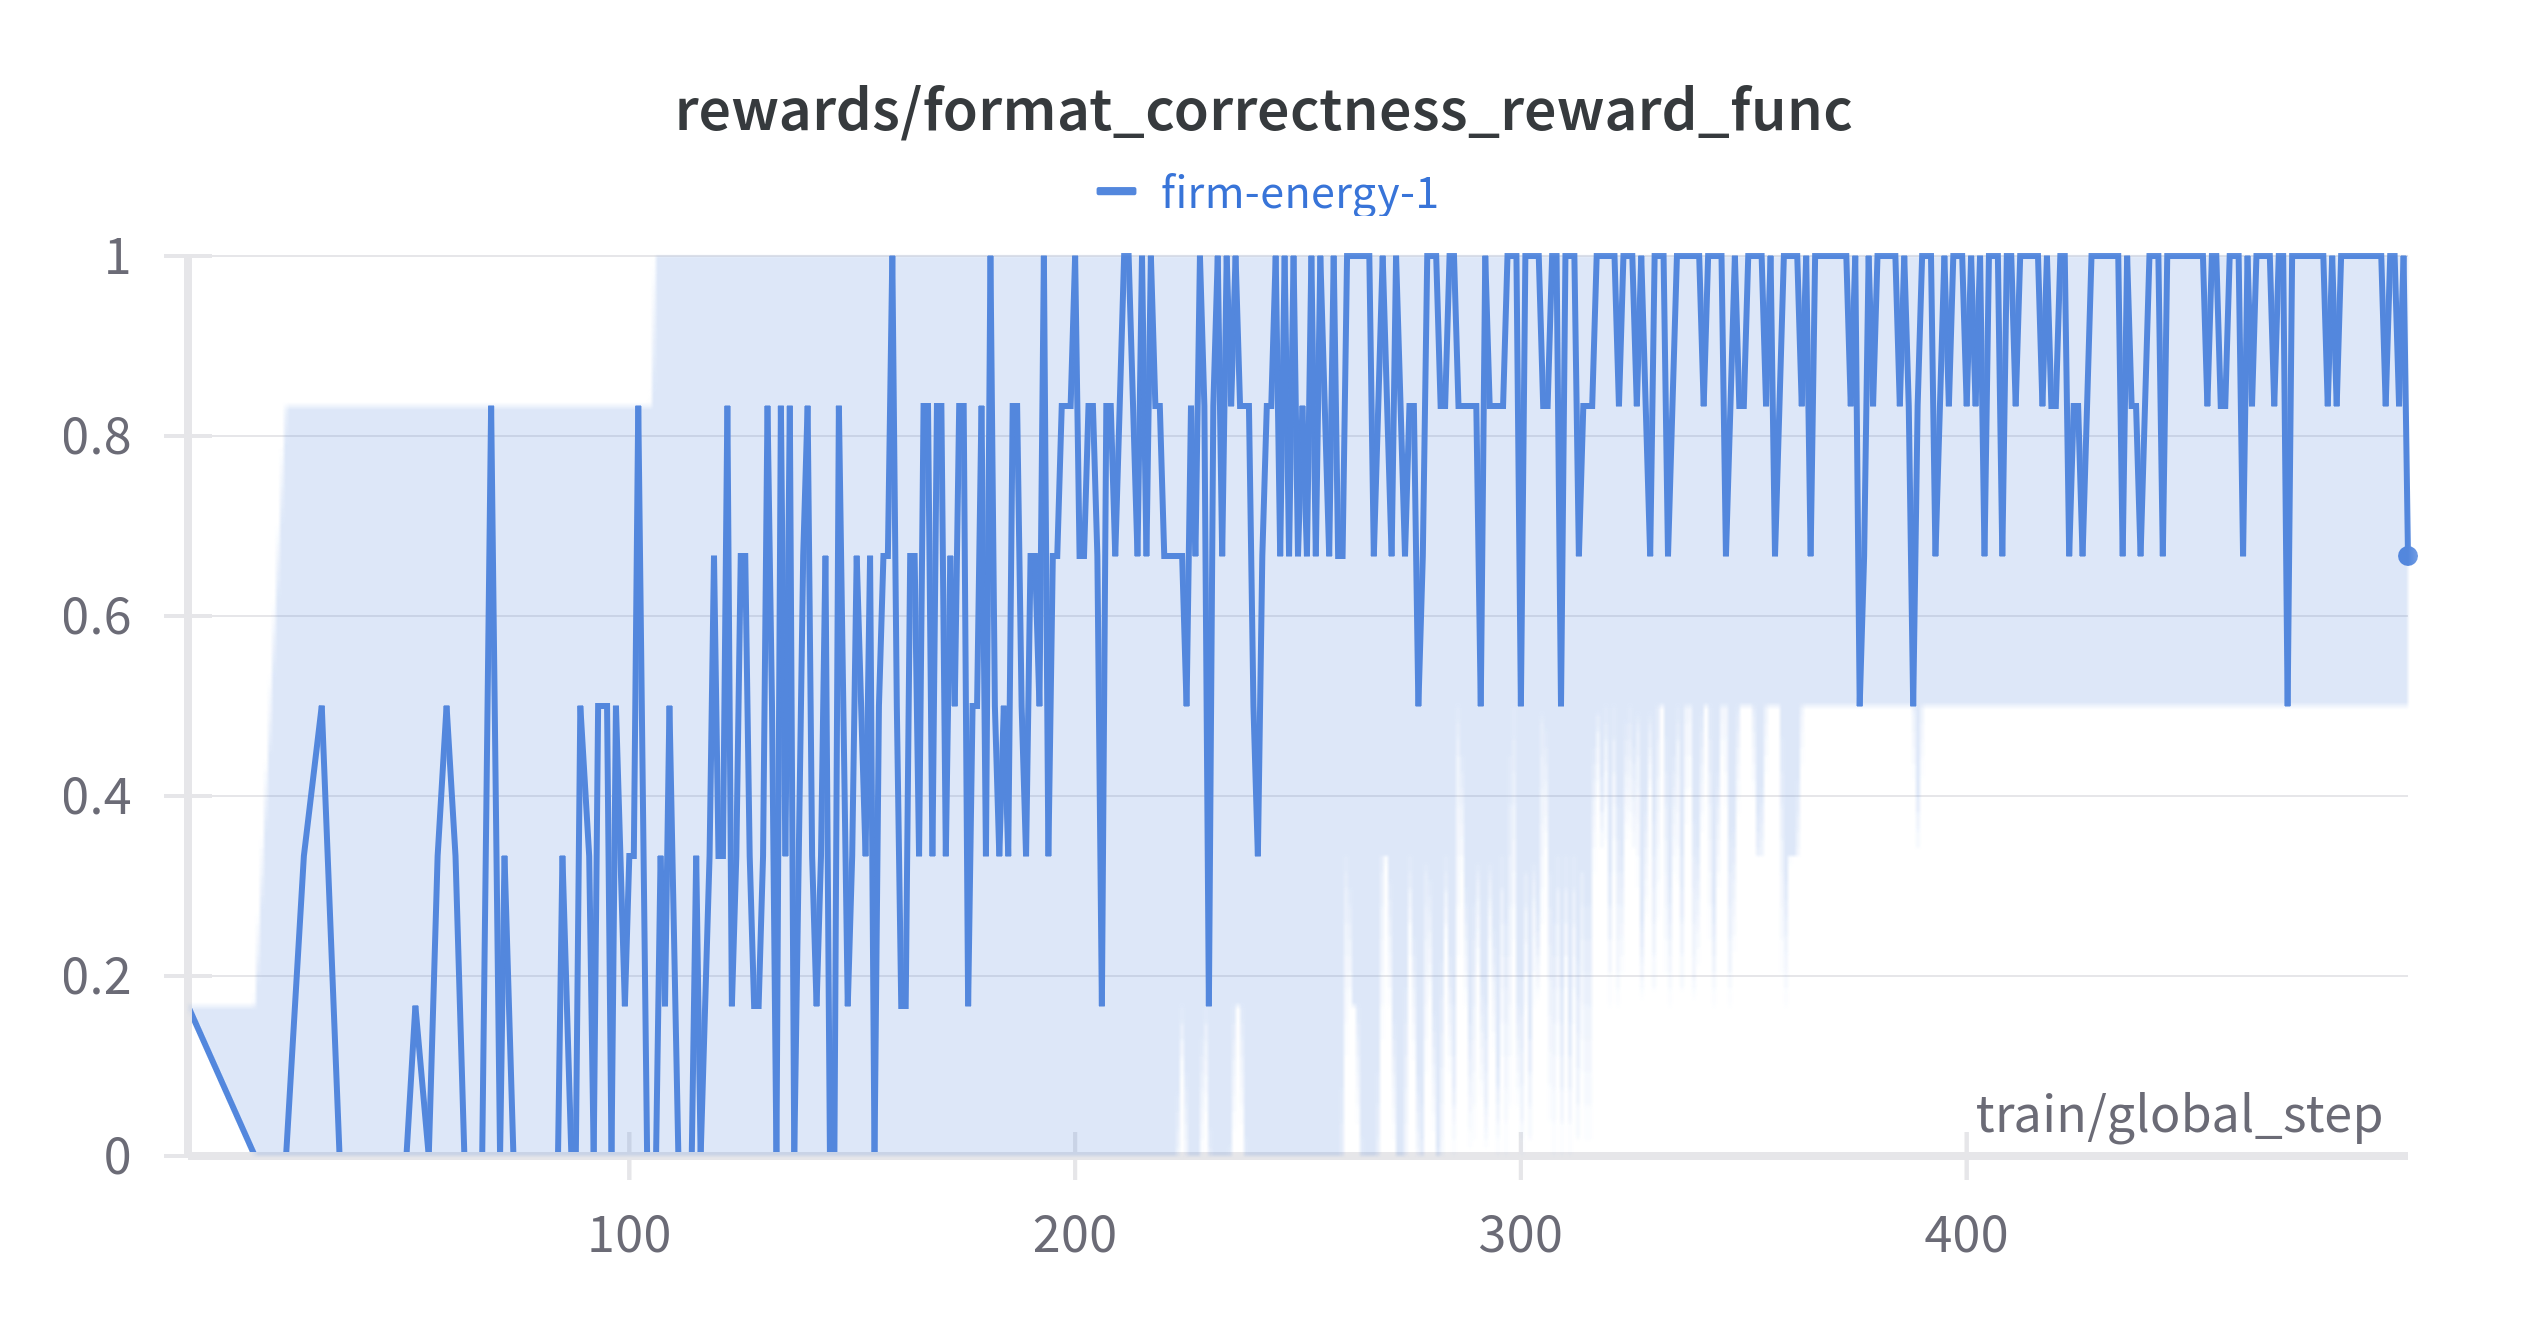 rewards/format_correctness_reward_func
firm-energy-1
1
0.8
0.6
0.4
0.2
0
train/global_step
100 200 300 400